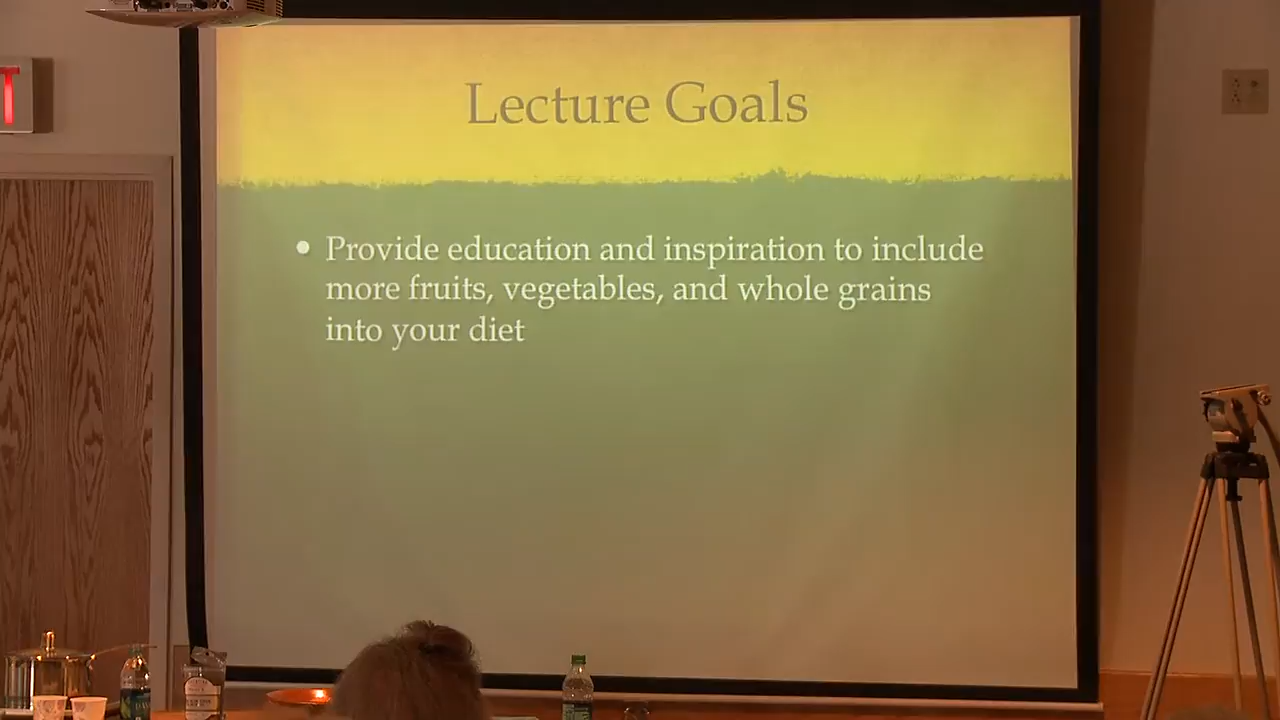 T
Lecture Goals
• Provide education and inspiration to include
more fruits, vegetables, and whole grains
into your diet